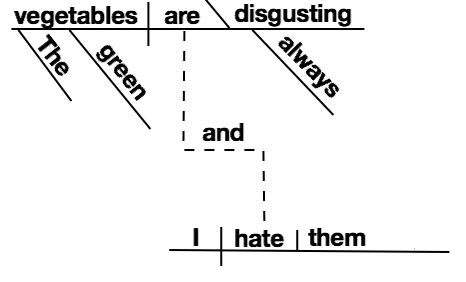 vegetables are disgusting
The green always
and
I hate them